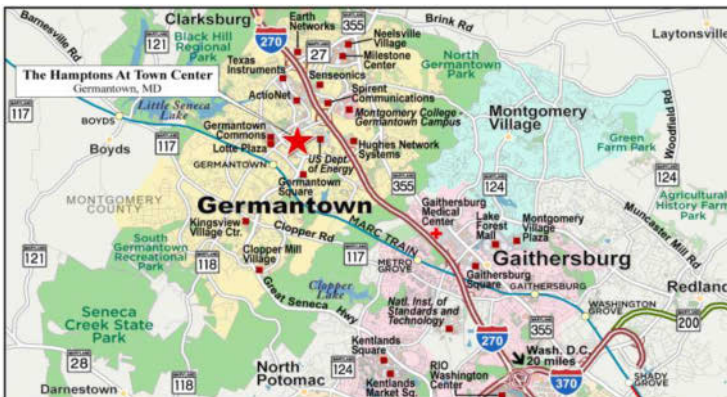 Clarksburg
Earth
Networks
355
Brink Rd
Laytonsville
Barnesville Rd
121
Black Hill
Regional
Park
270
27
Neelsville
Village
Milestone
Center
North
Germantown
Park
Texas
Instruments
Senseonics
The Hamptons At Town Center
Germantown, MD
ActioNet
Spirent
Communications
Montgomery College -
Germantown Campus
Montgomery
Village
Woodfield Rd
117
Little Seneca
Lake
BOYDS
Boyds
117
Germantown
Commons
Lotte Plaza
GERMANTOWN
US Dept.
of Energy
Hughes Network
Systems
Green
Farm Park
124
Germantown
Square
355
124
Agricultural
History Farm
Park
MONTGOMERY
COUNTY
Germantown
Gaithersburg
Medical
Center
Lake
Forest
Mall
Montgomery
Village
Plaza
Muncaster Mill Rd
Kingsview
Village Ctr.
Clopper Rd
MARC TRAIN
South
Germantown
Recreational
Park
118
Clopper Mill
Village
117
METRO
GROVE
Gaithersburg
121
Clopper
Lake
Gaithersburg
Square
GAITHERSBURG
Redland
Great Seneca Hwy
Natl. Inst. of
Standards and
Technology
WASHINGTON
GROVE
200
Seneca
Creek State
Park
270
355
Kentlands
Square
Wash. D.C.
20 miles
28
North
Potomac
124
RIO
Washington
Center
370
SHADY
GROVE
Darnestown
118
Kentlands
Market Sq.